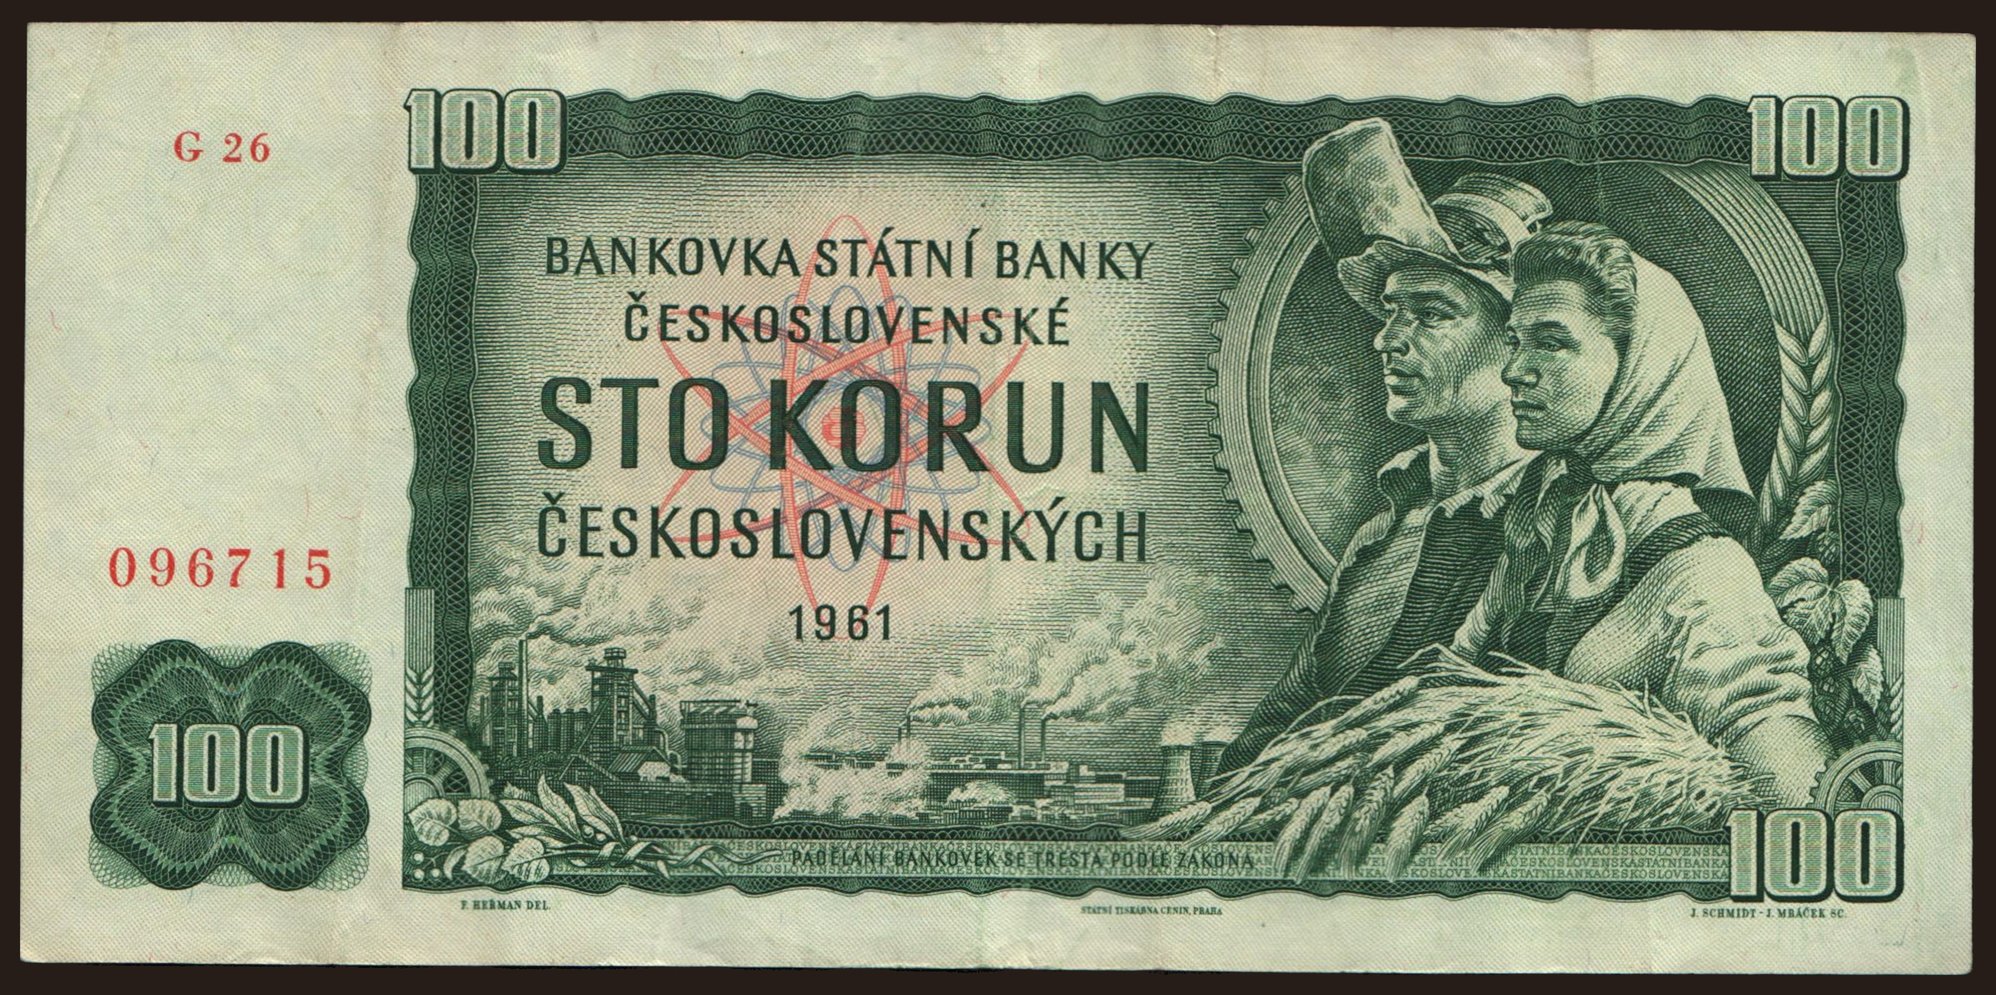 G 26
100
100
BANKOVKA STÁTNÍ BANKY
ČESKOSLOVENSKÉ
STO KORUN
ČESKOSLOVENSKÝCH
096715
1961
100
100
PADĚLÁNÍ BANKOVEK SE TRESTÁ PODLE ZÁKONA
F. HEŘMAN DEL.
STÁTNÍ TISKÁRNA CENIN, PRAHA
J. SCHMIDT - J. MRÁČEK SC.